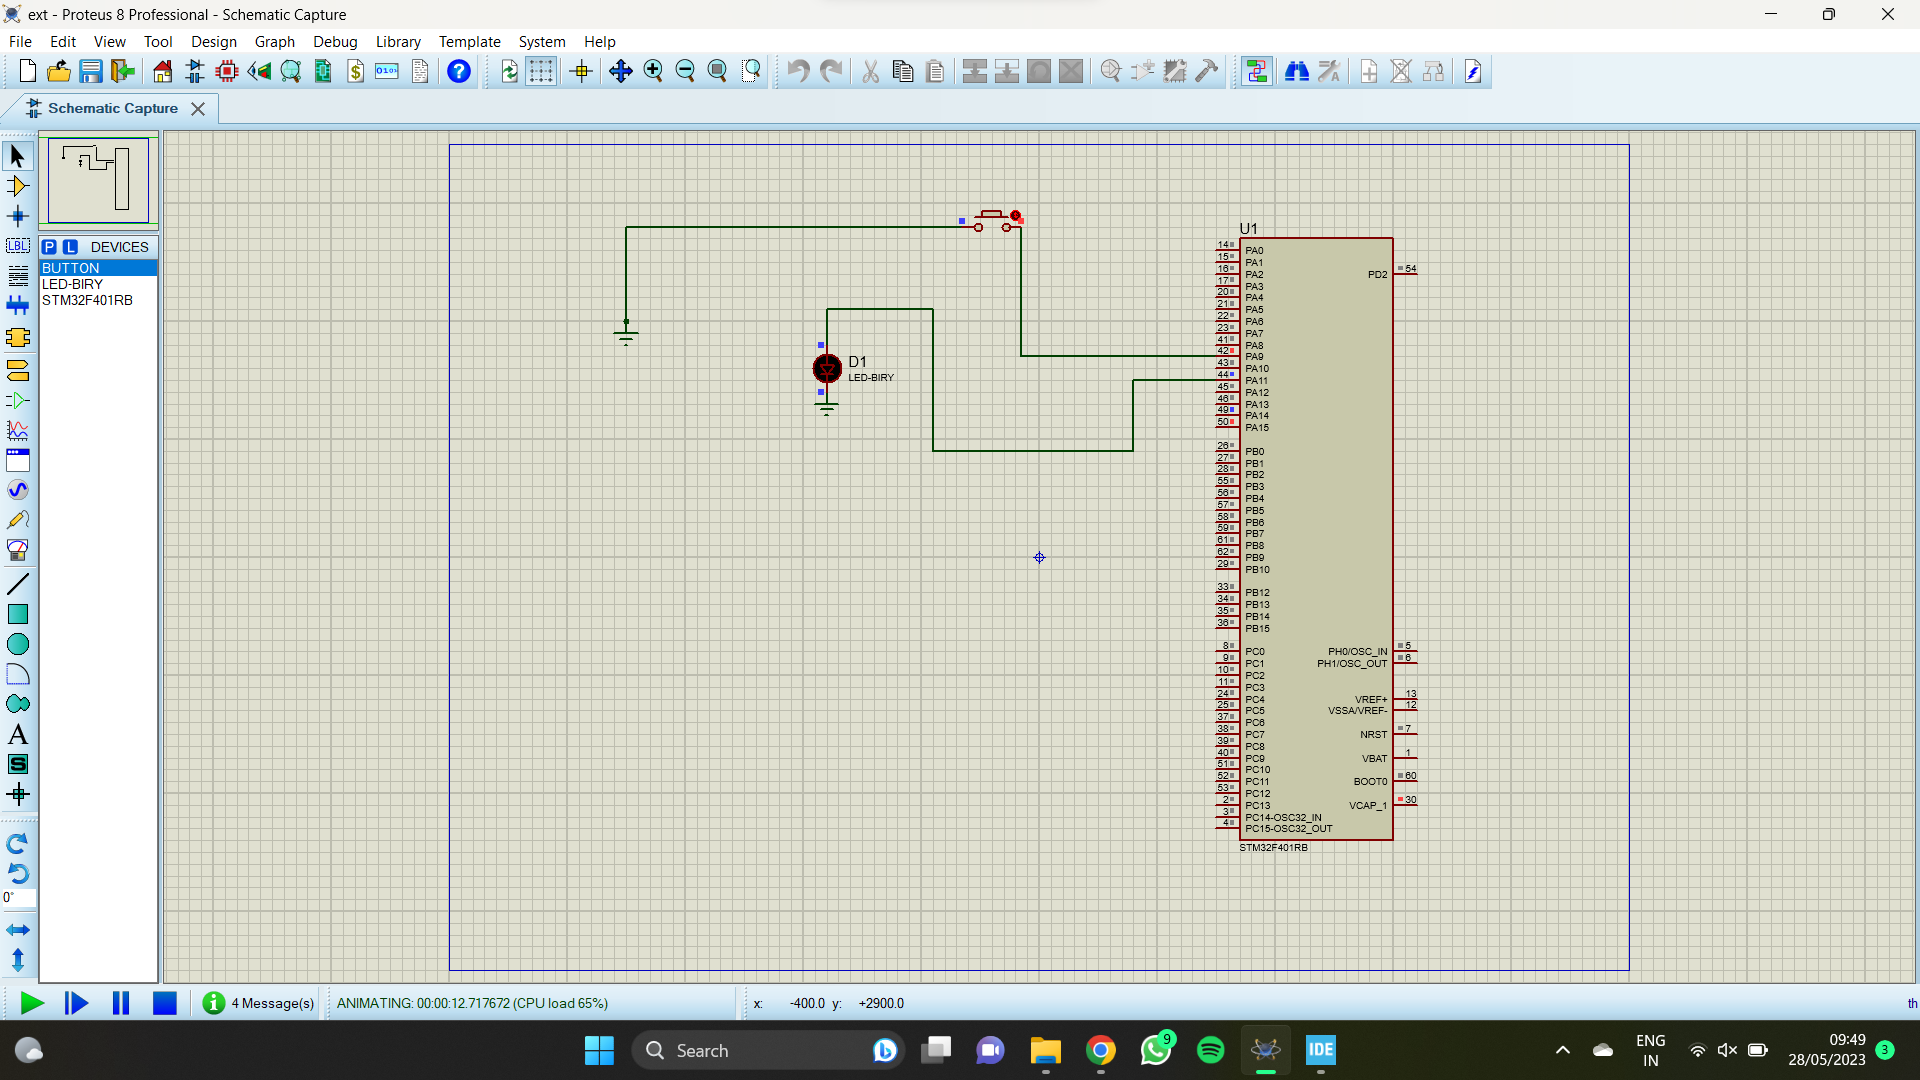 ext - Proteus 8 Professional - Schematic Capture
File Edit View Tool Design Graph Debug Library Template System Help
Schematic Capture
P L DEVICES
BUTTON
LED-BIRY
STM32F401RB
LBL
0°
D1
LED-BIRY
U1
14 PA0
15 PA1
16 PA2 PD2 54
17 PA3
20 PA4
21 PA5
22 PA6
23 PA7
41 PA8
42 PA9
43 PA10
44 PA11
45 PA12
46 PA13
49 PA14
50 PA15
26 PB0
27 PB1
28 PB2
55 PB3
56 PB4
57 PB5
58 PB6
59 PB7
61 PB8
62 PB9
29 PB10
33 PB12
34 PB13
35 PB14
36 PB15
8 PC0 PH0/OSC_IN 5
9 PC1 PH1/OSC_OUT 6
10 PC2
11 PC3
24 PC4 VREF+ 13
25 PC5 VSSA/VREF- 12
37 PC6
38 PC7 NRST 7
39 PC8
40 PC9 VBAT 1
51 PC10
52 PC11 BOOT0 60
53 PC12
2 PC13 VCAP_1 30
3 PC14-OSC32_IN
4 PC15-OSC32_OUT
STM32F401RB
4 Message(s) ANIMATING: 00:00:12.717672 (CPU load 65%) x: -400.0 y: +2900.0 th
Search 9 IDE ENG IN 09:49 28/05/2023 3